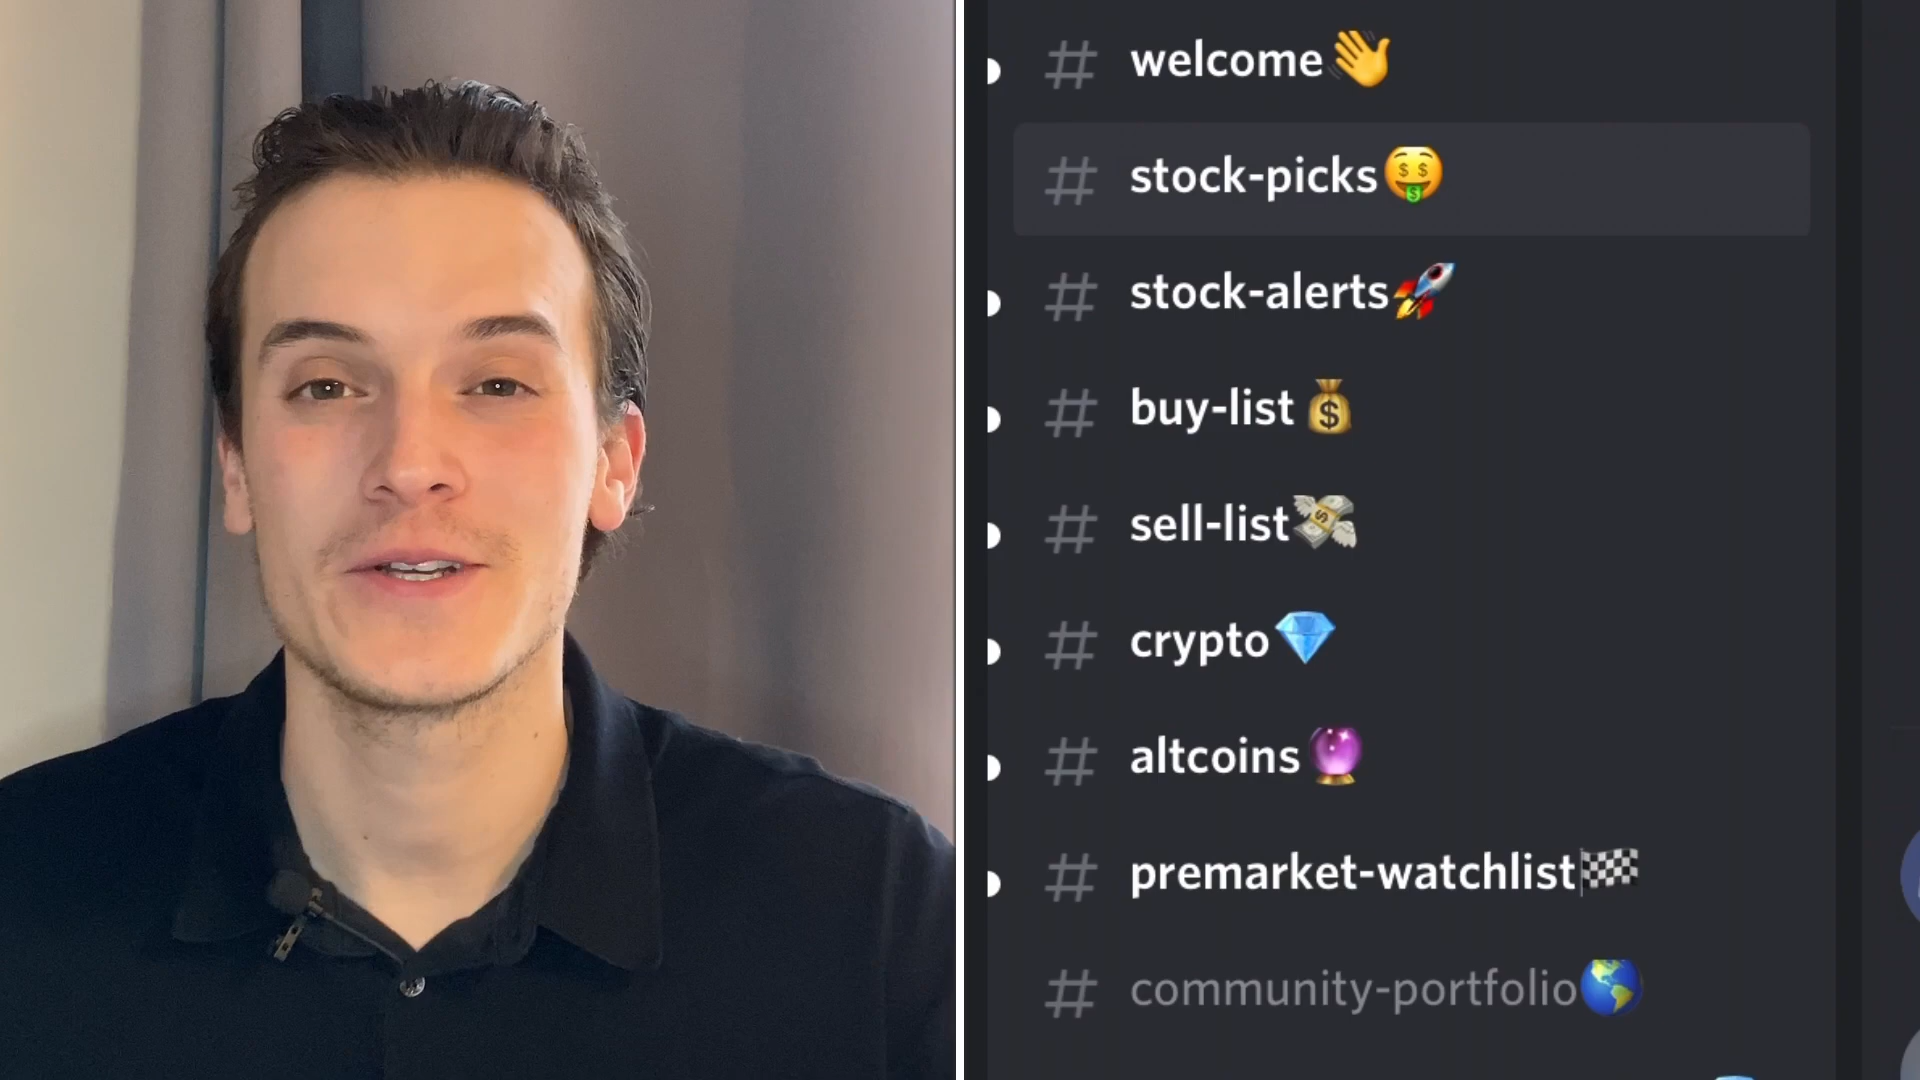 # welcome👋
# stock-picks🤑
# stock-alerts🚀
# buy-list💰
# sell-list💸
# crypto💎
# altcoins🔮
# premarket-watchlist🏁
# community-portfolio🌎